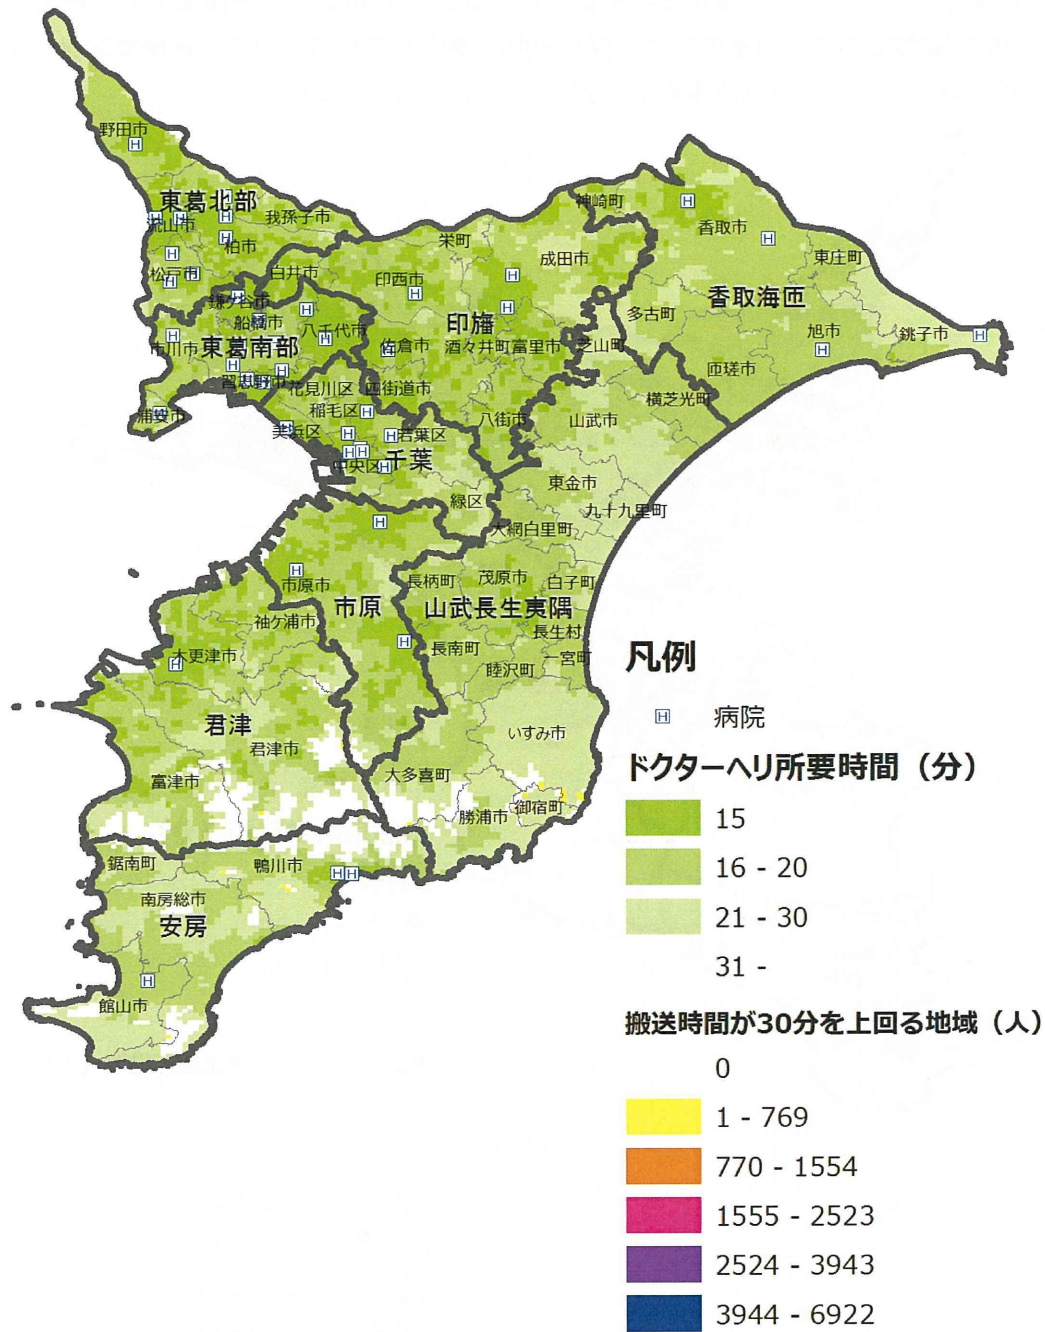 野田市
東葛北部
流山市
我孫子市
柏市
松戸市
白井市
鎌ケ谷市
船橋市
八千代市
市川市
東葛南部
習志野市
浦安市
栄町
成田市
印西市
印旛
佐倉市
酒々井町
富里市
四街道市
八街市
神崎町
香取市
東庄町
香取海匝
多古町
芝山町
旭市
銚子市
匝瑳市
横芝光町
山武市
花見川区
稲毛区
美浜区
若葉区
中央区
千葉
緑区
東金市
九十九里町
大網白里町
市原市
市原
長柄町
茂原市
白子町
山武長生夷隅
長生村
長南町
一宮町
睦沢町
袖ケ浦市
木更津市
君津
君津市
富津市
いすみ市
大多喜町
御宿町
勝浦市
鋸南町
鴨川市
南房総市
安房
館山市
凡例
H 病院
ドクターヘリ所要時間（分）
15
16 - 20
21 - 30
31 -
搬送時間が30分を上回る地域（人）
0
1 - 769
770 - 1554
1555 - 2523
2524 - 3943
3944 - 6922